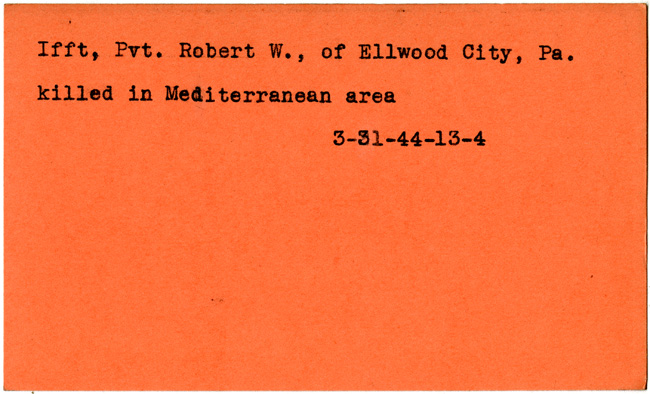 Ifft, Pvt. Robert W., of Ellwood City, Pa.
killed in Mediterranean area
3-31-44-13-4